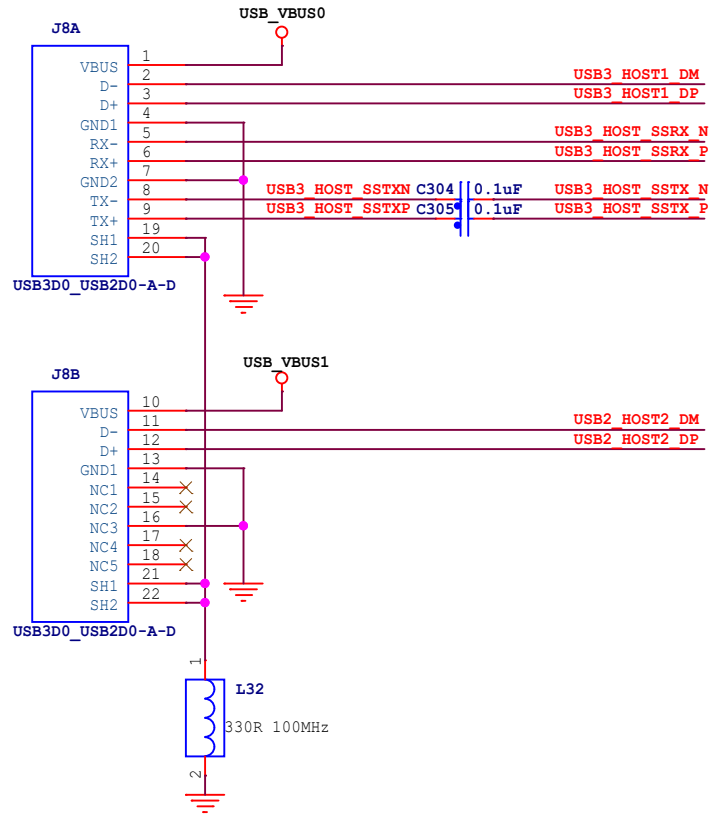 USB_VBUS0
J8A
VBUS 1
D- 2 USB3_HOST1_DM
D+ 3 USB3_HOST1_DP
GND1 4
RX- 5 USB3_HOST_SSRX_N
RX+ 6 USB3_HOST_SSRX_P
GND2 7
TX- 8 USB3_HOST_SSTXN C304 0.1uF USB3_HOST_SSTX_N
TX+ 9 USB3_HOST_SSTXP C305 0.1uF USB3_HOST_SSTX_P
SH1 19
SH2 20
USB3D0_USB2D0-A-D
USB_VBUS1
J8B
VBUS 10
D- 11 USB2_HOST2_DM
D+ 12 USB2_HOST2_DP
GND1 13
NC1 14
NC2 15
NC3 16
NC4 17
NC5 18
SH1 21
SH2 22
USB3D0_USB2D0-A-D
1
L32
330R 100MHz
2